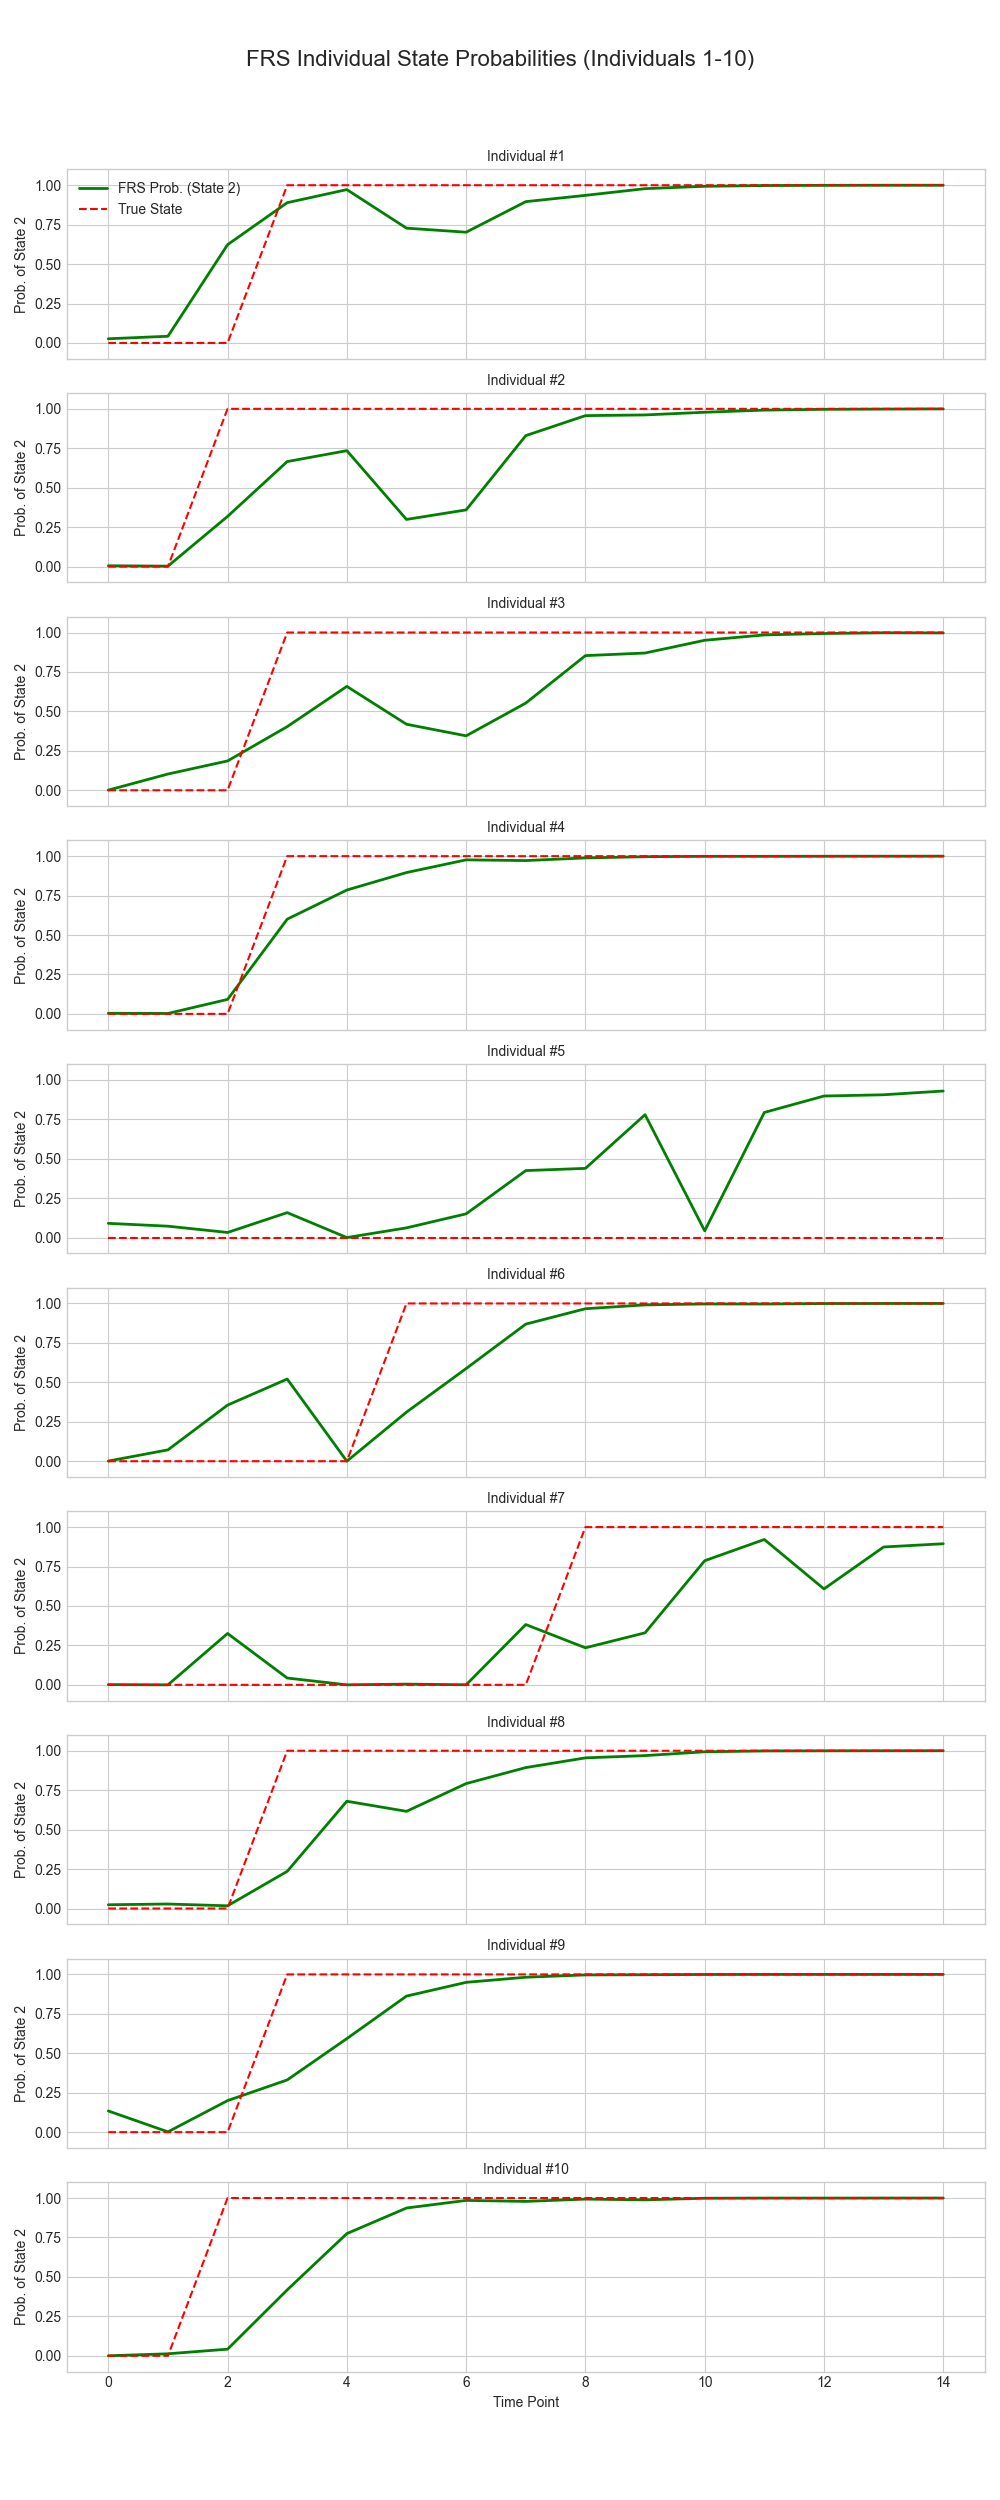 FRS Individual State Probabilities (Individuals 1-10)
Individual #1
FRS Prob. (State 2)
True State
Prob. of State 2
1.00
0.75
0.50
0.25
0.00
Individual #2
Prob. of State 2
1.00
0.75
0.50
0.25
0.00
Individual #3
Prob. of State 2
1.00
0.75
0.50
0.25
0.00
Individual #4
Prob. of State 2
1.00
0.75
0.50
0.25
0.00
Individual #5
Prob. of State 2
1.00
0.75
0.50
0.25
0.00
Individual #6
Prob. of State 2
1.00
0.75
0.50
0.25
0.00
Individual #7
Prob. of State 2
1.00
0.75
0.50
0.25
0.00
Individual #8
Prob. of State 2
1.00
0.75
0.50
0.25
0.00
Individual #9
Prob. of State 2
1.00
0.75
0.50
0.25
0.00
Individual #10
Prob. of State 2
1.00
0.75
0.50
0.25
0.00
0 2 4 6 8 10 12 14
Time Point